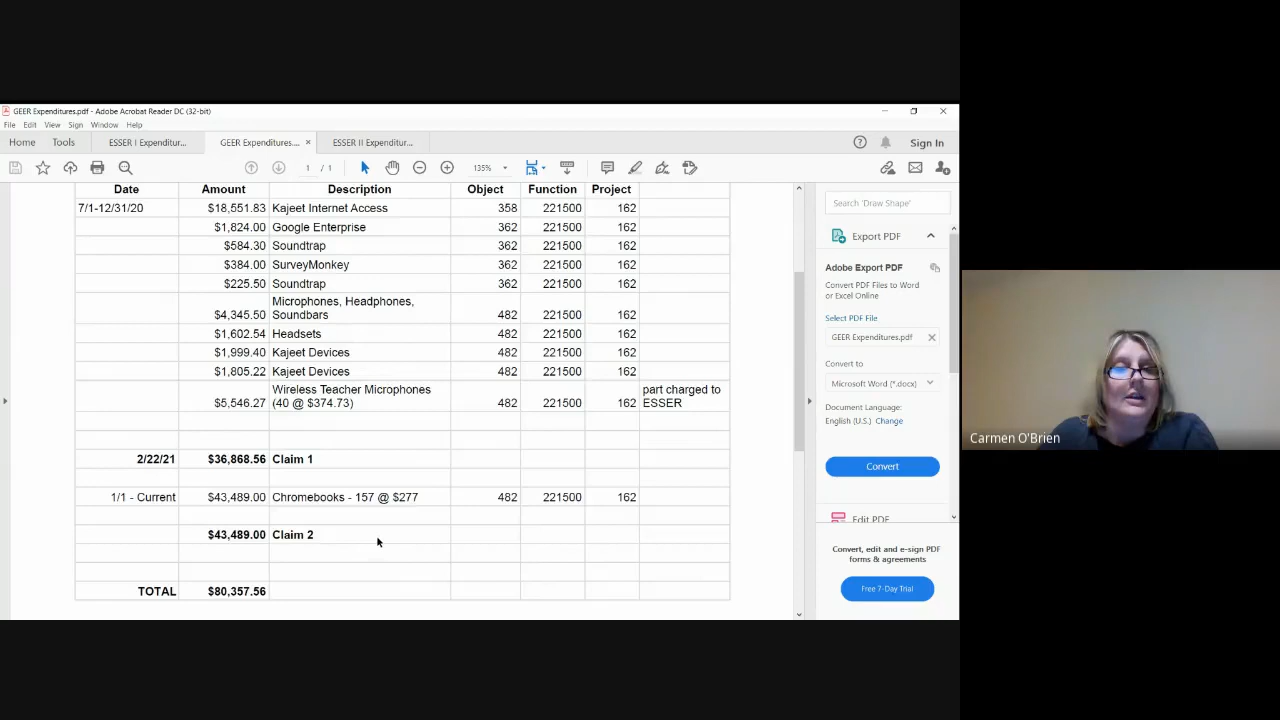 GEER Expenditures.pdf - Adobe Acrobat Reader DC (32-bit)
File Edit View Sign Window Help
Home Tools ESSER I Expenditur... GEER Expenditures.... × ESSER II Expenditur... Sign In
1 / 1 135%
Date Amount Description Object Function Project
7/1-12/31/20 $18,551.83 Kajeet Internet Access 358 221500 162
$1,824.00 Google Enterprise 362 221500 162
$584.30 Soundtrap 362 221500 162
$384.00 SurveyMonkey 362 221500 162
$225.50 Soundtrap 362 221500 162
Microphones, Headphones,
$4,345.50 Soundbars 482 221500 162
$1,602.54 Headsets 482 221500 162
$1,999.40 Kajeet Devices 482 221500 162
$1,805.22 Kajeet Devices 482 221500 162
Wireless Teacher Microphones part charged to
$5,546.27 (40 @ $374.73) 482 221500 162 ESSER
2/22/21 $36,868.56 Claim 1
1/1 - Current $43,489.00 Chromebooks - 157 @ $277 482 221500 162
$43,489.00 Claim 2
TOTAL $80,357.56
Search 'Draw Shape'
Export PDF
Adobe Export PDF
Convert PDF Files to Word
or Excel Online
Select PDF File
GEER Expenditures.pdf
Convert to
Microsoft Word (*.docx)
Document Language:
English (U.S.) Change
Convert
Edit PDF
Convert, edit and e-sign PDF
forms & agreements
Free 7-Day Trial
Carmen O'Brien